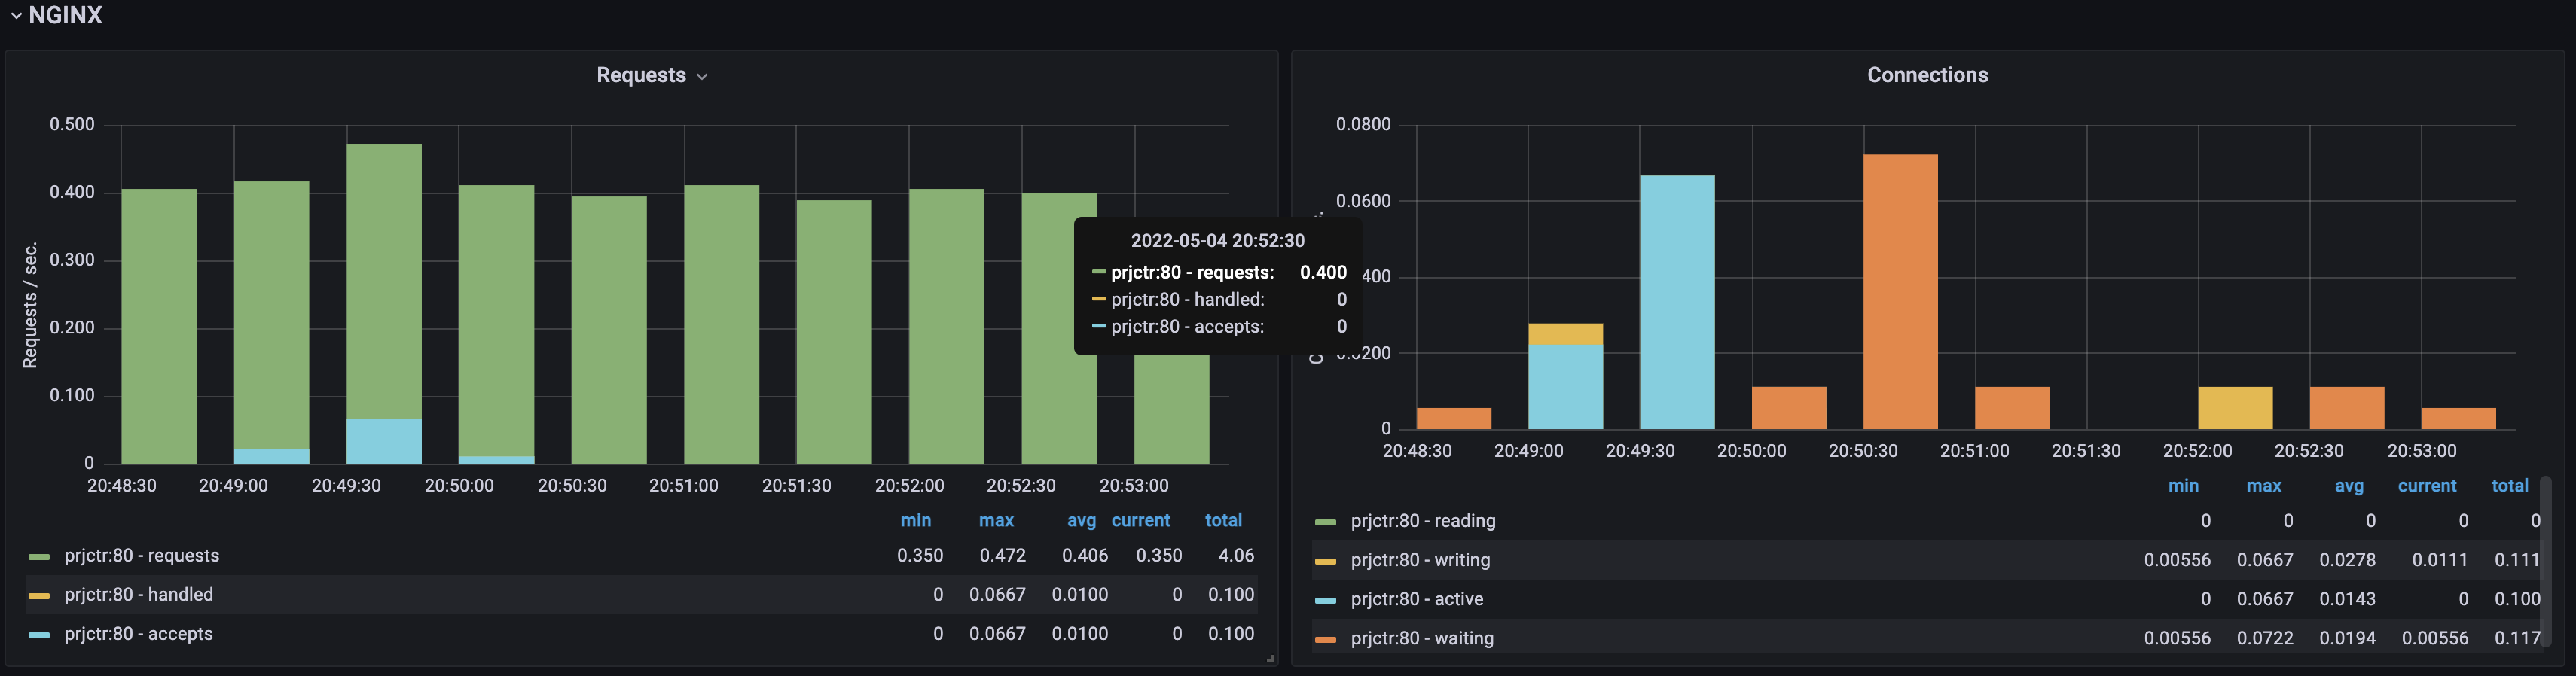 NGINX
Requests
0.500
0.400
0.300
0.200
0.100
0
Requests / sec.
20:48:30 20:49:00 20:49:30 20:50:00 20:50:30 20:51:00 20:51:30 20:52:00 20:52:30 20:53:00
min max avg current total
prjctr:80 - requests 0.350 0.472 0.406 0.350 4.06
prjctr:80 - handled 0 0.0667 0.0100 0 0.100
prjctr:80 - accepts 0 0.0667 0.0100 0 0.100
2022-05-04 20:52:30
prjctr:80 - requests: 0.400
prjctr:80 - handled: 0
prjctr:80 - accepts: 0
Connections
0.0800
0.0600
400
0.0200
0
20:48:30 20:49:00 20:49:30 20:50:00 20:50:30 20:51:00 20:51:30 20:52:00 20:52:30 20:53:00
min max avg current total
prjctr:80 - reading 0 0 0 0 0
prjctr:80 - writing 0.00556 0.0667 0.0278 0.0111 0.111
prjctr:80 - active 0 0.0667 0.0143 0 0.100
prjctr:80 - waiting 0.00556 0.0722 0.0194 0.00556 0.117